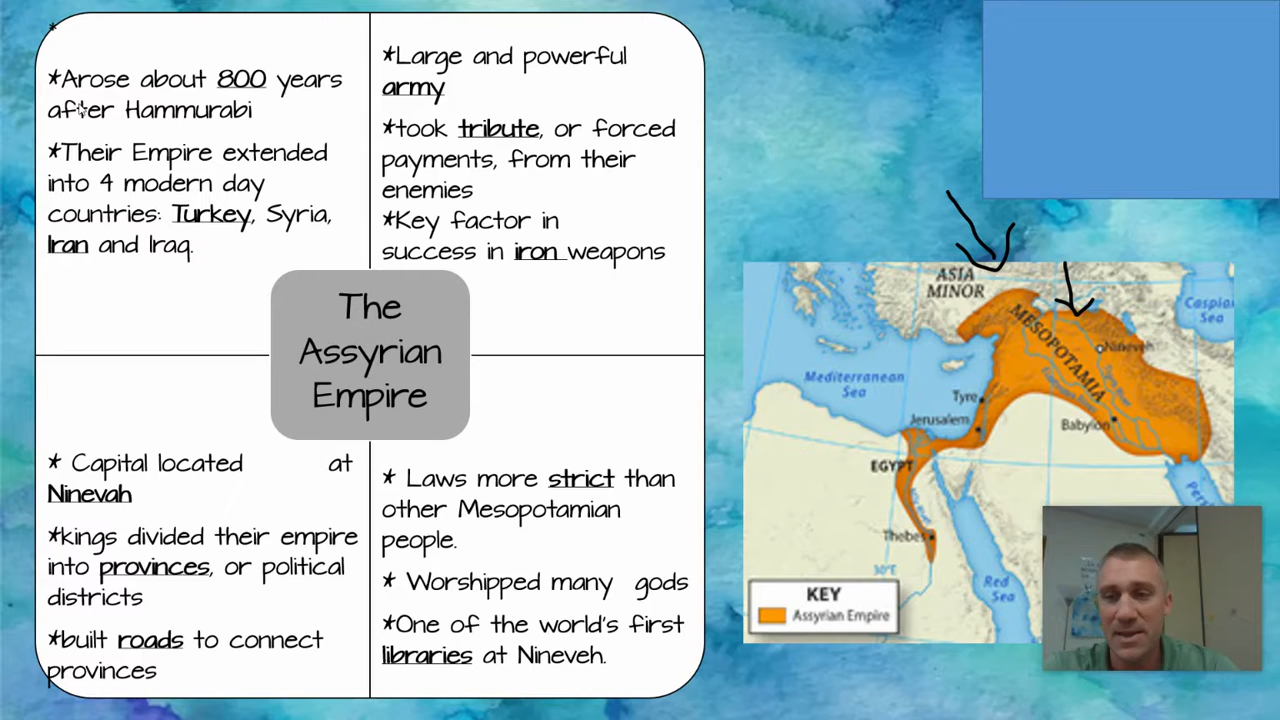 *
*Arose about 800 years
after Hammurabi
*Their Empire extended
into 4 modern day
countries: Turkey, Syria,
Iran and Iraq.
*Large and powerful
army
*took tribute, or forced
payments, from their
enemies
*Key factor in
success in iron weapons
The
Assyrian
Empire
* Capital located at
Ninevah
*kings divided their empire
into provinces, or political
districts
*built roads to connect
provinces
* Laws more strict than
other Mesopotamian
people.
* Worshipped many gods
*One of the world's first
libraries at Nineveh.
ASIA
MINOR
Caspian
Sea
MESOPOTAMIA
Nineveh
Mediterranean
Sea
Tyre
Jerusalem
Babylon
EGYPT
Thebes
30°E
Red
Sea
KEY
Assyrian Empire